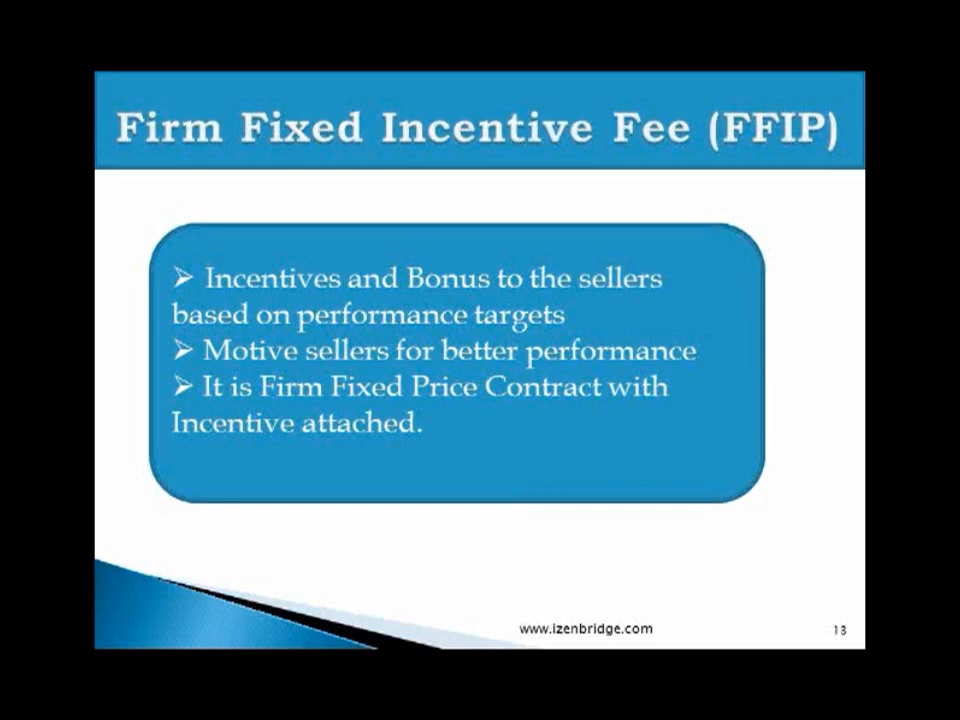 Firm Fixed Incentive Fee (FFIP)
➢ Incentives and Bonus to the sellers
based on performance targets
➢ Motive sellers for better performance
➢ It is Firm Fixed Price Contract with
Incentive attached.
www.izenbridge.com
13